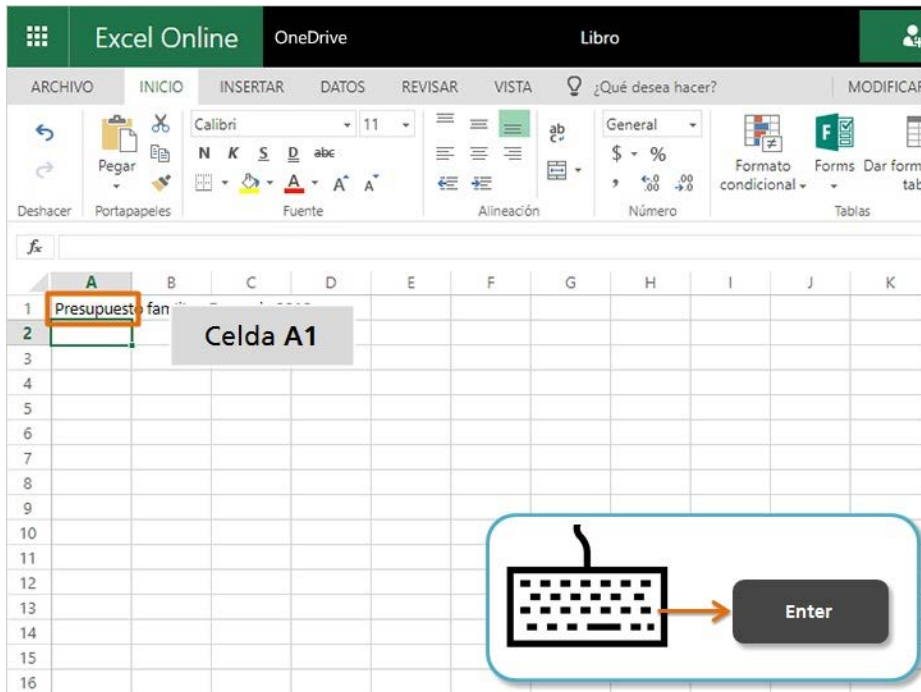 Excel Online OneDrive Libro
ARCHIVO INICIO INSERTAR DATOS REVISAR VISTA ¿Qué desea hacer? MODIFICAR
Calibri 11 ab General
N K S D abc $ %
Pegar A A A , .00 Formato condicional Forms Dar form
tab
Deshacer Portapapeles Fuente Alineación Número Tablas
fx
A B C D E F G H I J K
1 Presupuesto
Celda A1
2
3
4
5
6
7
8
9
10
11
12
13
14
15
16
Enter